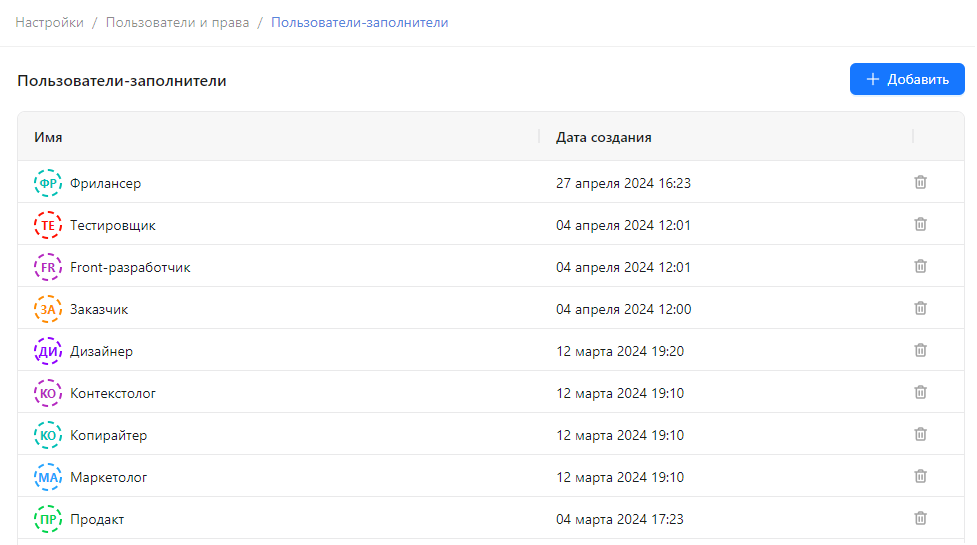 Настройки / Пользователи и права / Пользователи-заполнители
Пользователи-заполнители
+ Добавить
Имя Дата создания
ФР Фрилансер 27 апреля 2024 16:23
ТЕ Тестировщик 04 апреля 2024 12:01
FR Front-разработчик 04 апреля 2024 12:01
ЗА Заказчик 04 апреля 2024 12:00
ДИ Дизайнер 12 марта 2024 19:20
КО Контекстолог 12 марта 2024 19:10
КО Копирайтер 12 марта 2024 19:10
МА Маркетолог 12 марта 2024 19:10
ПР Продакт 04 марта 2024 17:23